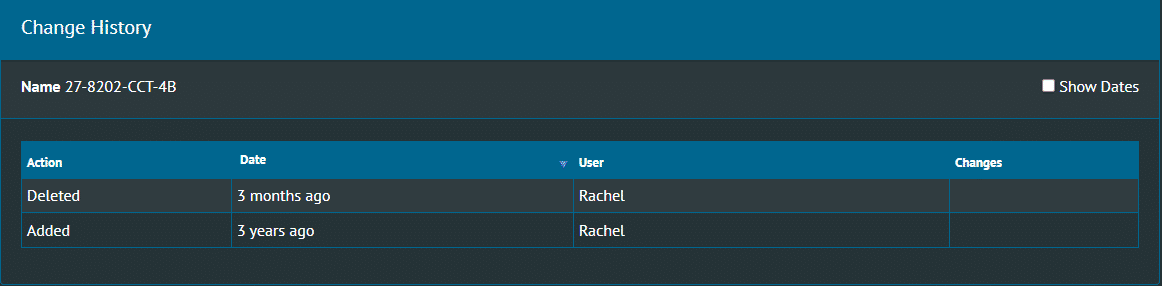 Change History
Name 27-8202-CCT-4B
Show Dates
Action Date User Changes
Deleted 3 months ago Rachel
Added 3 years ago Rachel